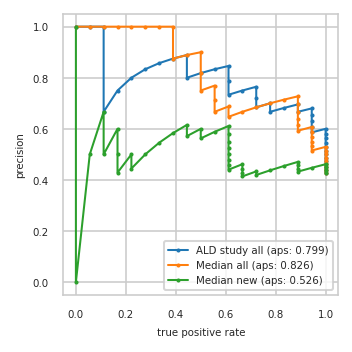 1.0
0.8
0.6
0.4
0.2
0.0
precision
0.0 0.2 0.4 0.6 0.8 1.0
true positive rate
ALD study all (aps: 0.799)
Median all (aps: 0.826)
Median new (aps: 0.526)